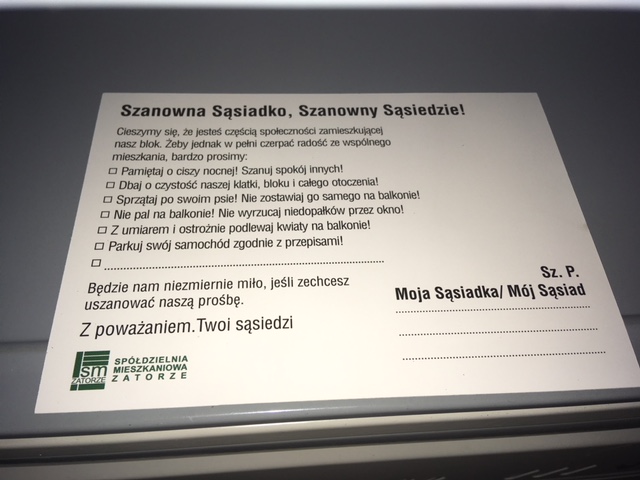 Szanowna Sąsiadko, Szanowny Sąsiedzie!
Cieszymy się, że jesteś częścią społeczności zamieszkującej
nasz blok. Żeby jednak w pełni czerpać radość ze wspólnego
mieszkania, bardzo prosimy:
Pamiętaj o ciszy nocnej! Szanuj spokój innych!
Dbaj o czystość naszej klatki, bloku i całego otoczenia!
Sprzątaj po swoim psie! Nie zostawiaj go samego na balkonie!
Nie pal na balkonie! Nie wyrzucaj niedopałków przez okno!
Z umiarem i ostrożnie podlewaj kwiaty na balkonie!
Parkuj swój samochód zgodnie z przepisami!
Będzie nam niezmiernie miło, jeśli zechcesz
uszanować naszą prośbę.
Z poważaniem.Twoi sąsiedzi
Sz. P.
Moja Sąsiadka/ Mój Sąsiad
sm
ZATORZE
SPÓŁDZIELNIA
MIESZKANIOWA
ZATORZE